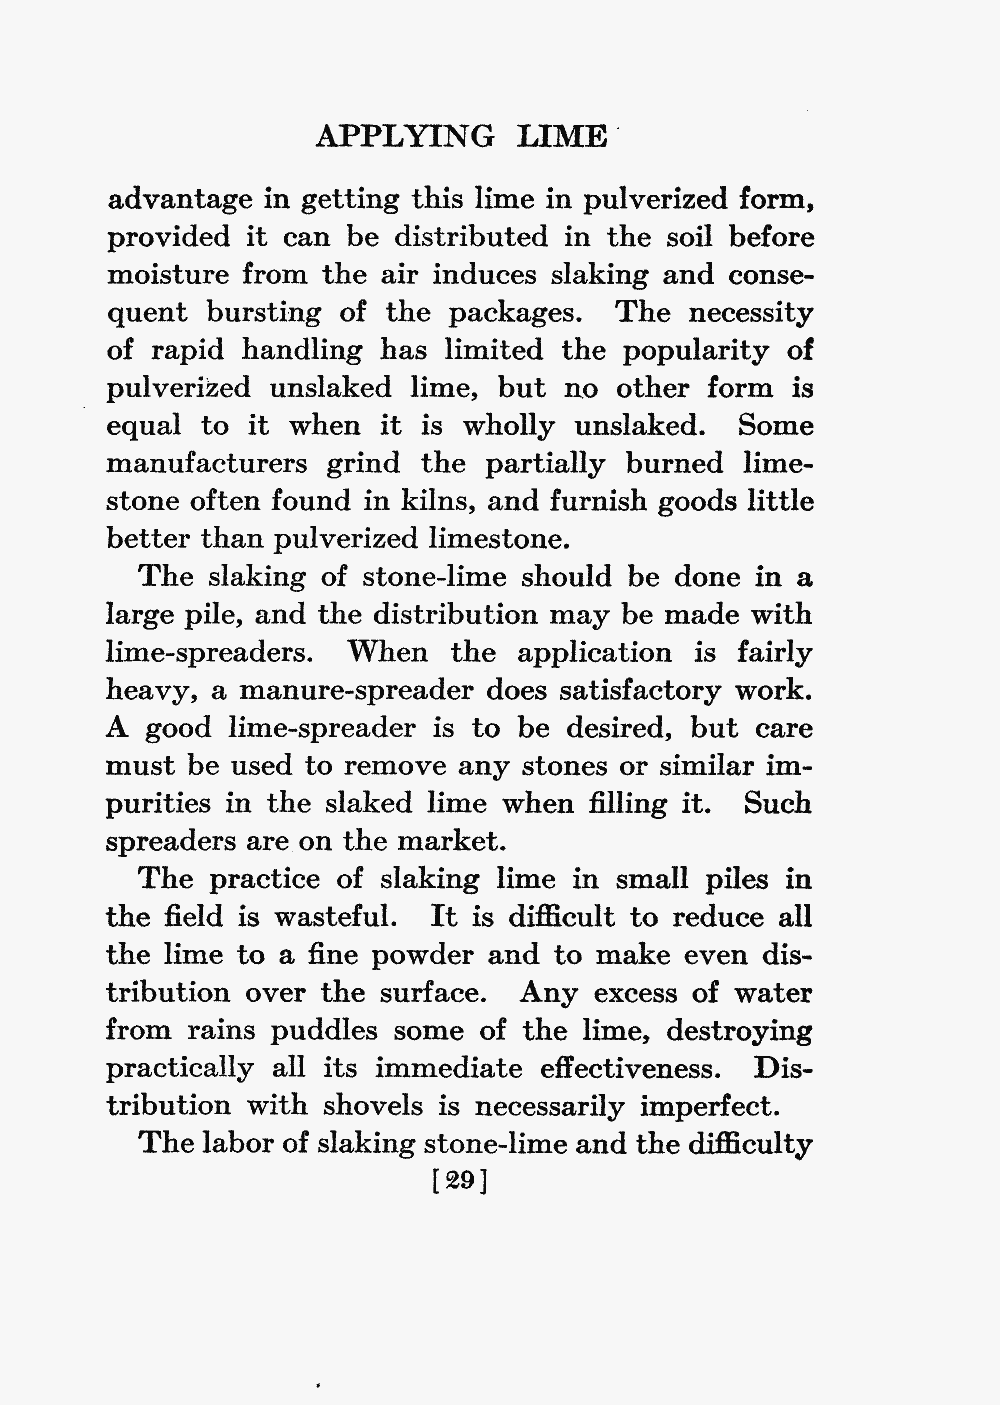 APPLYING LIME
advantage in getting this lime in pulverized form,
provided it can be distributed in the soil before
moisture from the air induces slaking and conse-
quent bursting of the packages. The necessity
of rapid handling has limited the popularity of
pulverized unslaked lime, but no other form is
equal to it when it is wholly unslaked. Some
manufacturers grind the partially burned lime-
stone often found in kilns, and furnish goods little
better than pulverized limestone.
The slaking of stone-lime should be done in a
large pile, and the distribution may be made with
lime-spreaders. When the application is fairly
heavy, a manure-spreader does satisfactory work.
A good lime-spreader is to be desired, but care
must be used to remove any stones or similar im-
purities in the slaked lime when filling it. Such
spreaders are on the market.
The practice of slaking lime in small piles in
the field is wasteful. It is difficult to reduce all
the lime to a fine powder and to make even dis-
tribution over the surface. Any excess of water
from rains puddles some of the lime, destroying
practically all its immediate effectiveness. Dis-
tribution with shovels is necessarily imperfect.
The labor of slaking stone-lime and the difficulty
[29]